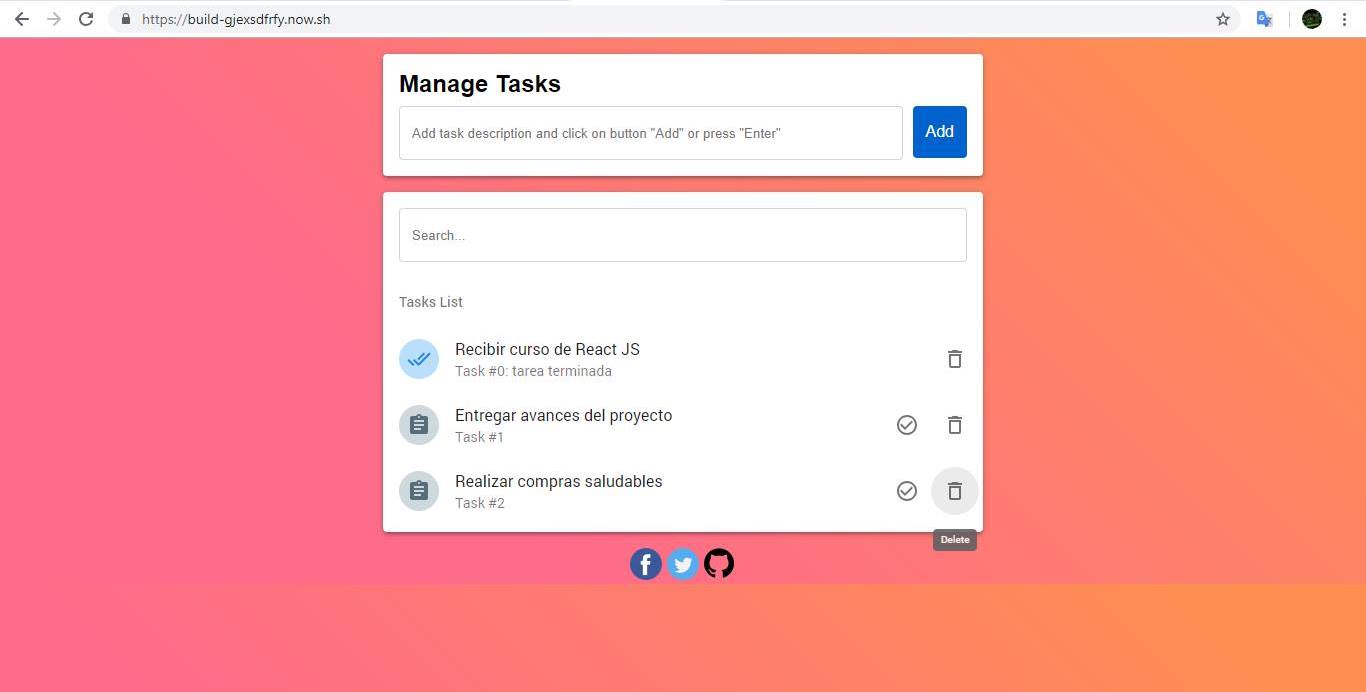 https://build-gjexsdfrfy.now.sh
Manage Tasks
Add task description and click on button "Add" or press "Enter"
Add
Search...
Tasks List
Recibir curso de React JS
Task #0: tarea terminada
Entregar avances del proyecto
Task #1
Realizar compras saludables
Task #2
Delete